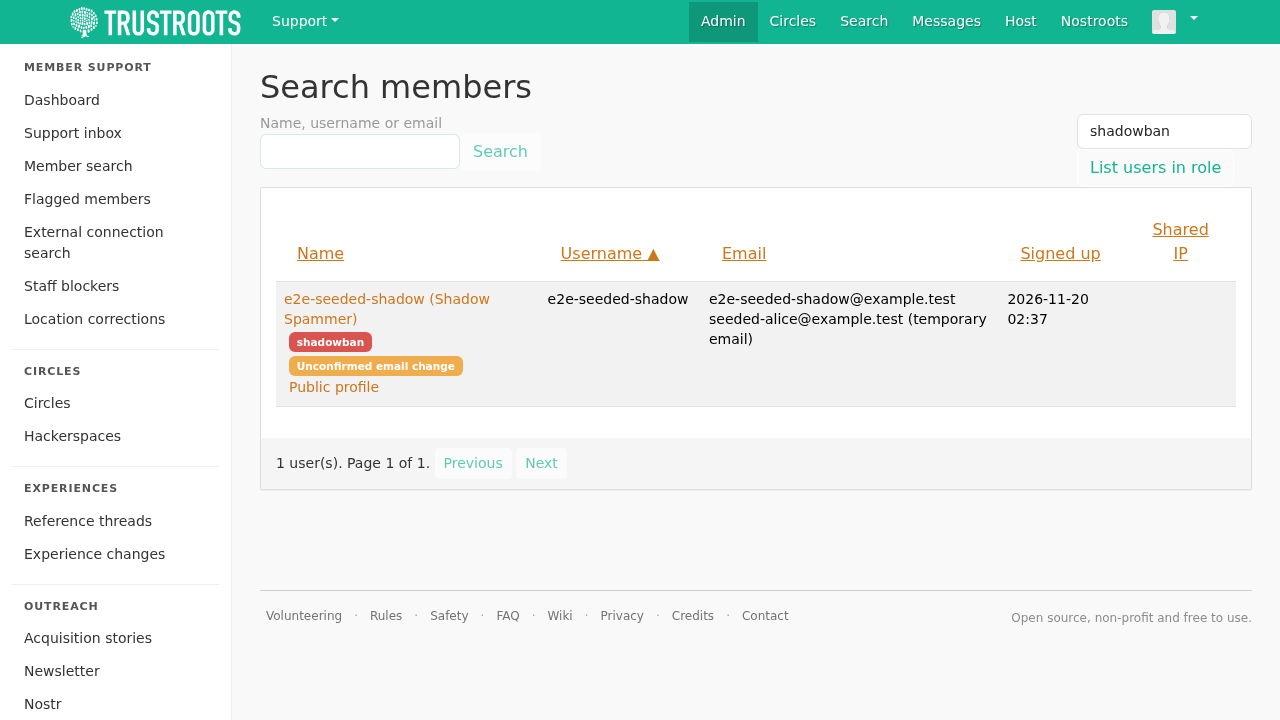 TRUSTROOTS
Support
Admin
Circles
Search
Messages
Host
Nostroots
MEMBER SUPPORT
Dashboard
Support inbox
Member search
Flagged members
External connection
search
Staff blockers
Location corrections
CIRCLES
Circles
Hackerspaces
EXPERIENCES
Reference threads
Experience changes
OUTREACH
Acquisition stories
Newsletter
Nostr
Search members
Name, username or email
Search
shadowban
List users in role
Name
Username ▲
Email
Signed up
Shared
IP
e2e-seeded-shadow (Shadow
Spammer)
shadowban
Unconfirmed email change
Public profile
e2e-seeded-shadow
e2e-seeded-shadow@example.test
seeded-alice@example.test (temporary
email)
2026-11-20
02:37
1 user(s). Page 1 of 1.
Previous
Next
Volunteering · Rules · Safety · FAQ · Wiki · Privacy · Credits · Contact
Open source, non-profit and free to use.